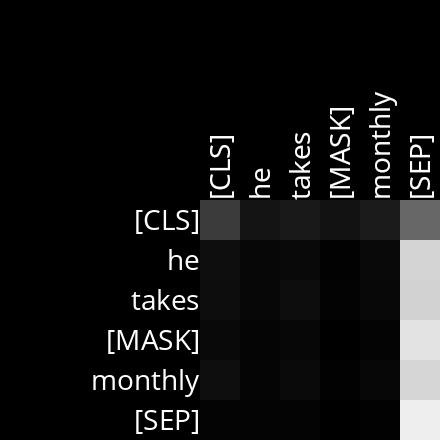 [CLS] he takes [MASK] monthly [SEP]
[CLS]
he
takes
[MASK]
monthly
[SEP]